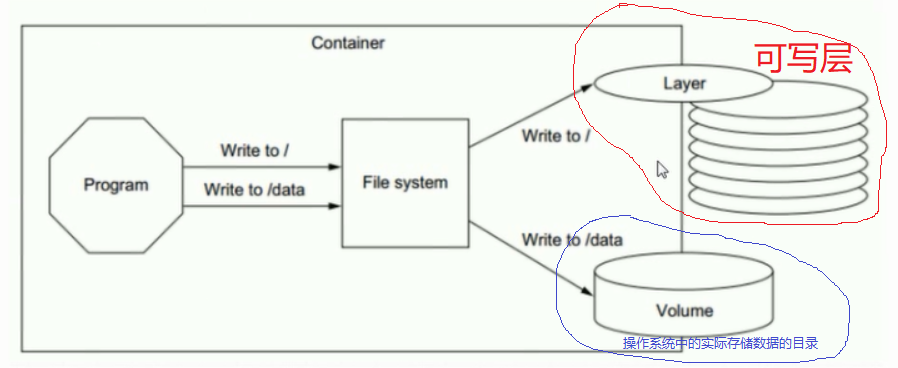 Container
可写层
Layer
Write to /
Write to /
Program
Write to /data
File system
Write to /data
Volume
操作系统中的实际存储数据的目录